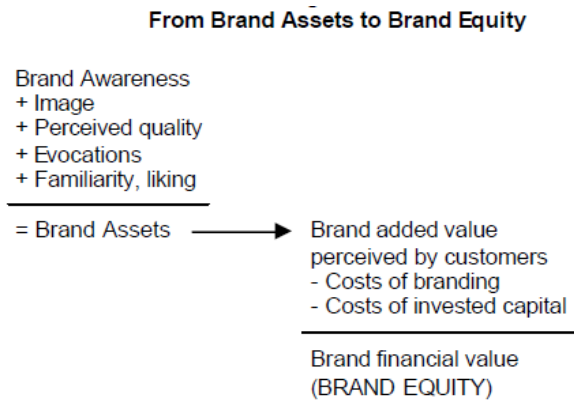 From Brand Assets to Brand Equity
Brand Awareness
+ Image
+ Perceived quality
+ Evocations
+ Familiarity, liking
= Brand Assets
Brand added value
perceived by customers
- Costs of branding
- Costs of invested capital
Brand financial value
(BRAND EQUITY)